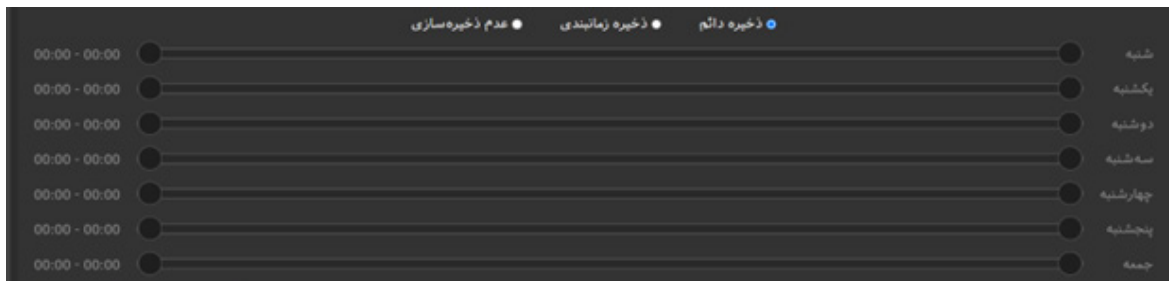 ذخیره دائم ذخیره زمانبندی عدم ذخیره‌سازی
شنبه 00:00 - 00:00
یکشنبه 00:00 - 00:00
دوشنبه 00:00 - 00:00
سه‌شنبه 00:00 - 00:00
چهارشنبه 00:00 - 00:00
پنجشنبه 00:00 - 00:00
جمعه 00:00 - 00:00